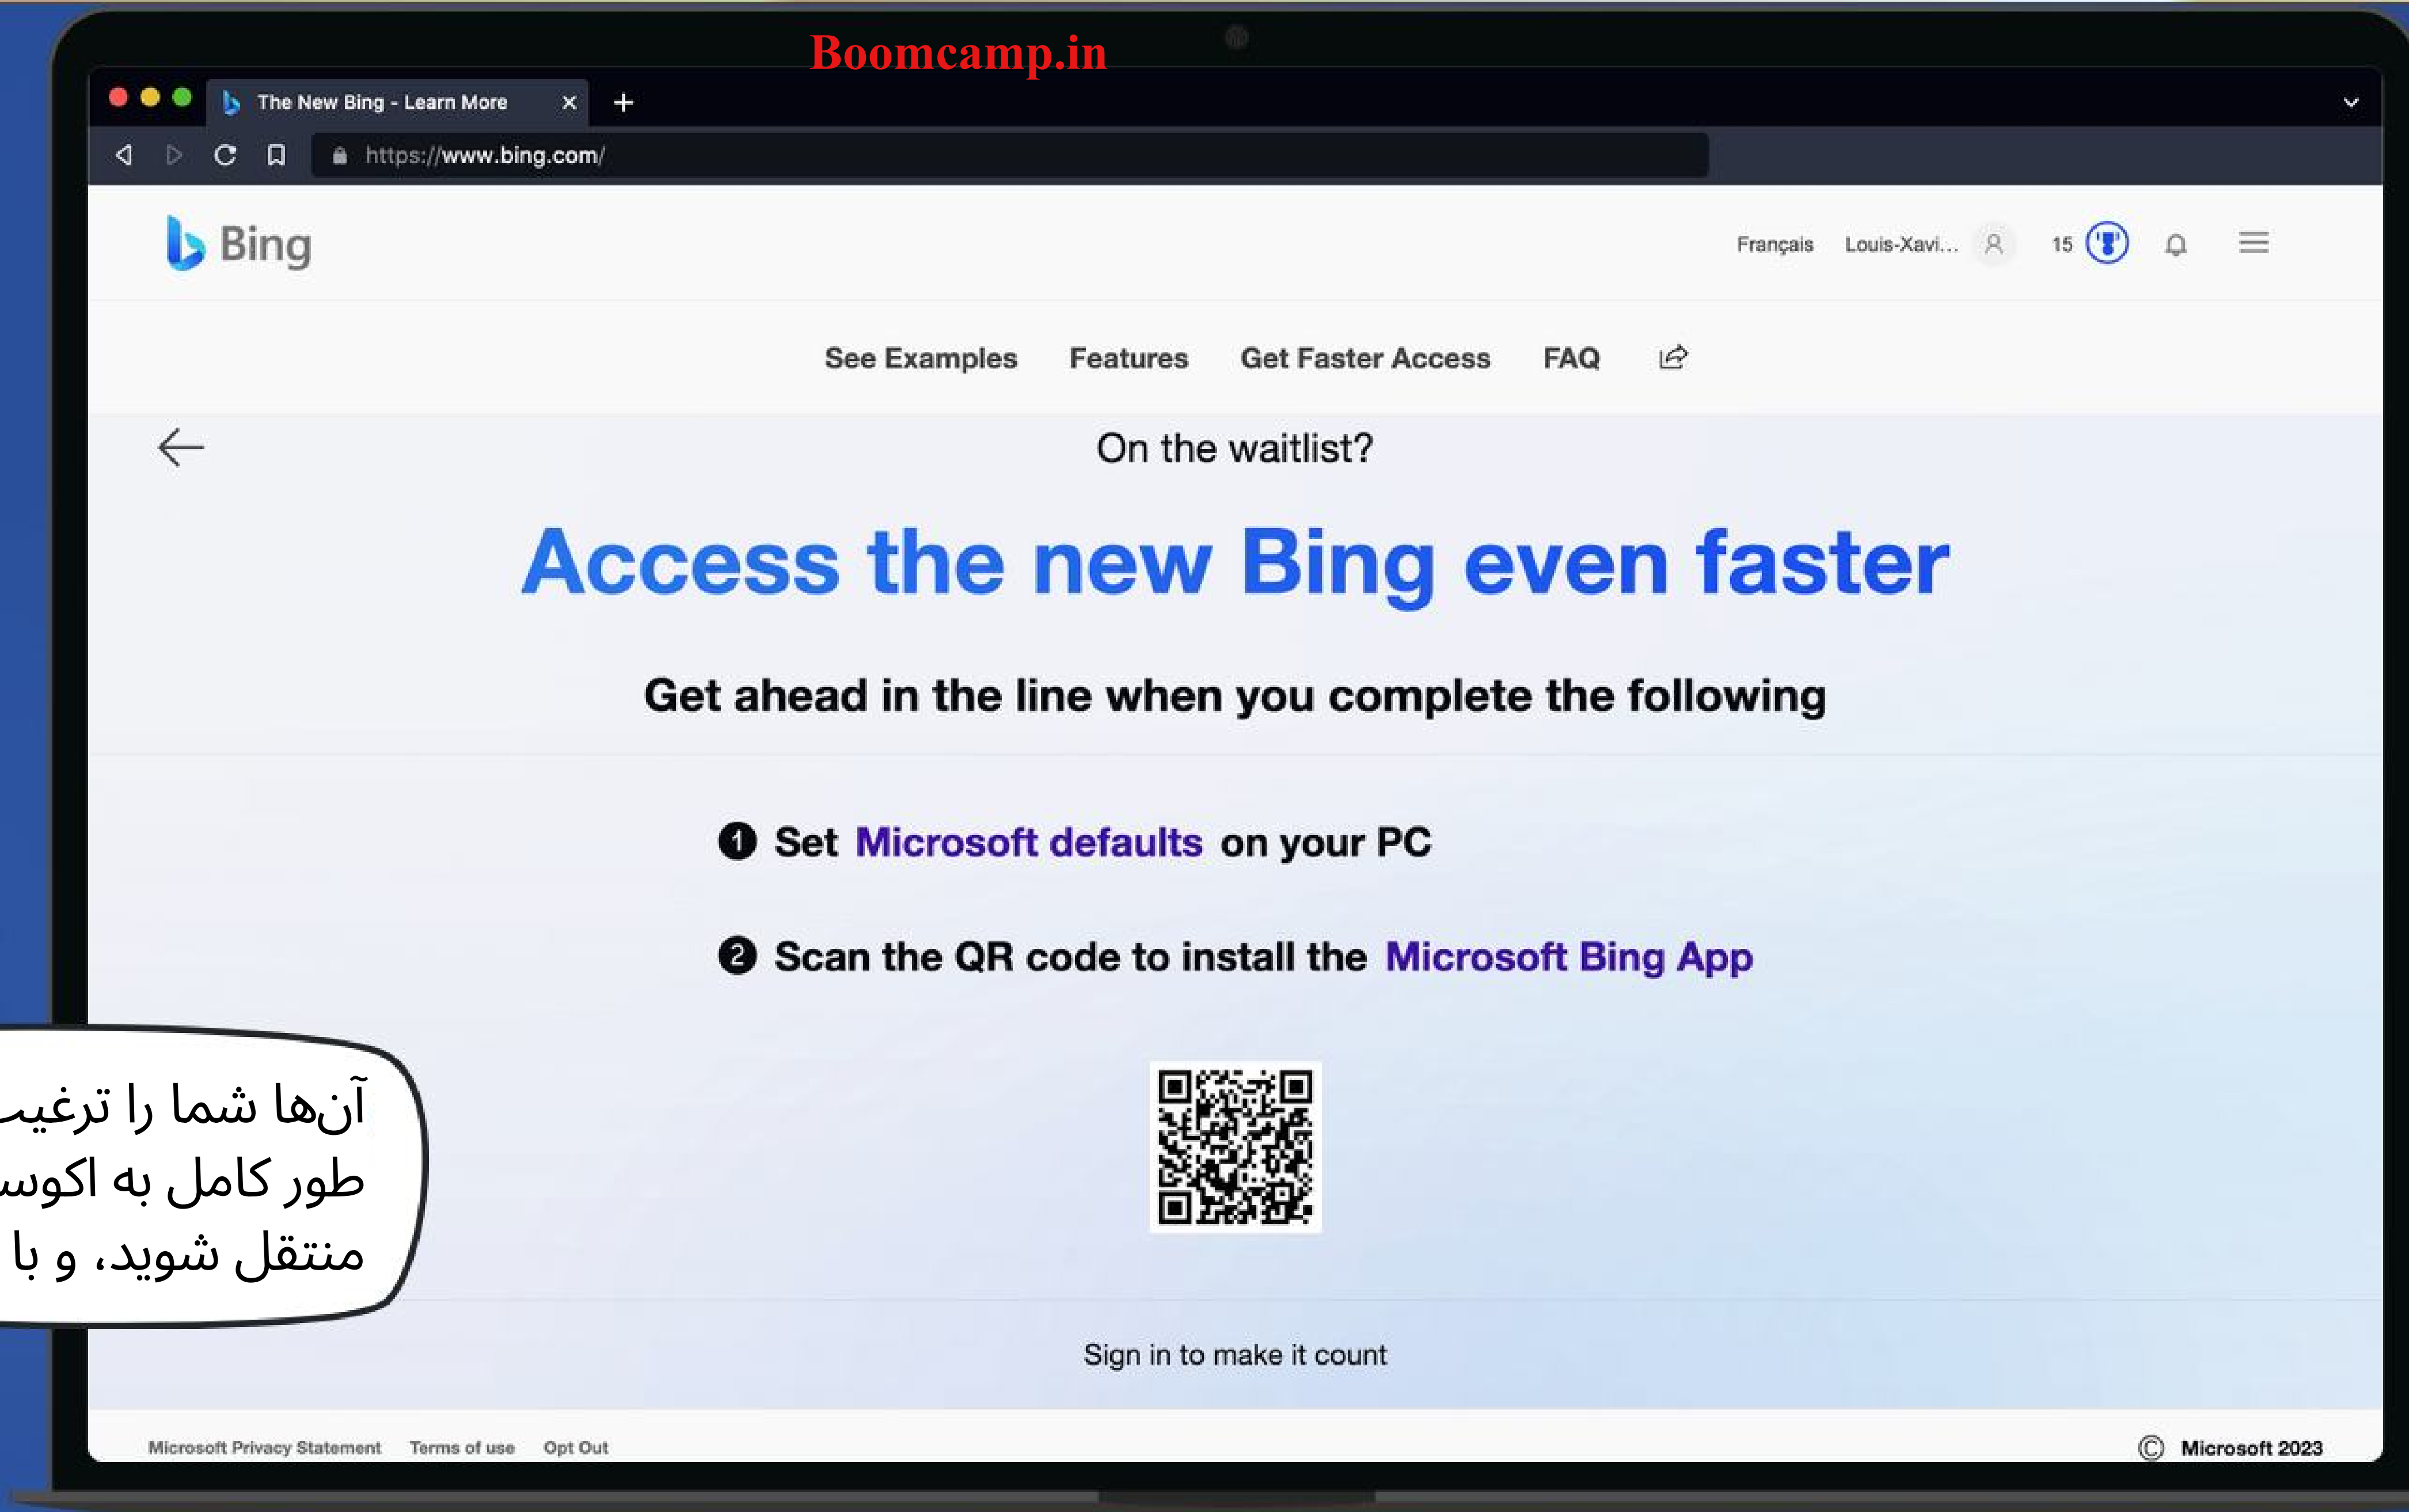 Boomcamp.in
The New Bing - Learn More
https://www.bing.com/
Bing
Français Louis-Xavi... 15
See Examples Features Get Faster Access FAQ
On the waitlist?
Access the new Bing even faster
Get ahead in the line when you complete the following
1 Set Microsoft defaults on your PC
2 Scan the QR code to install the Microsoft Bing App
آن‌ها شما را
طور کامل به
منتقل شوید، و با
Sign in to make it count
Microsoft Privacy Statement Terms of use Opt Out
© Microsoft 2023